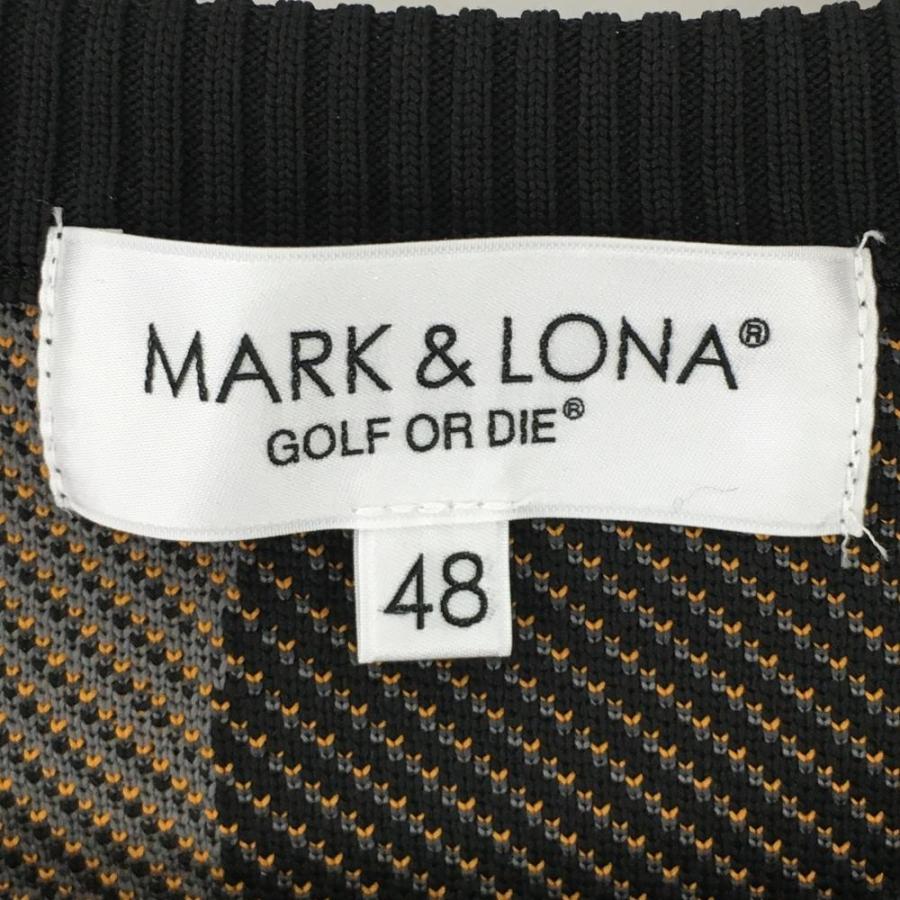 MARK & LONA®
GOLF OR DIE®
48